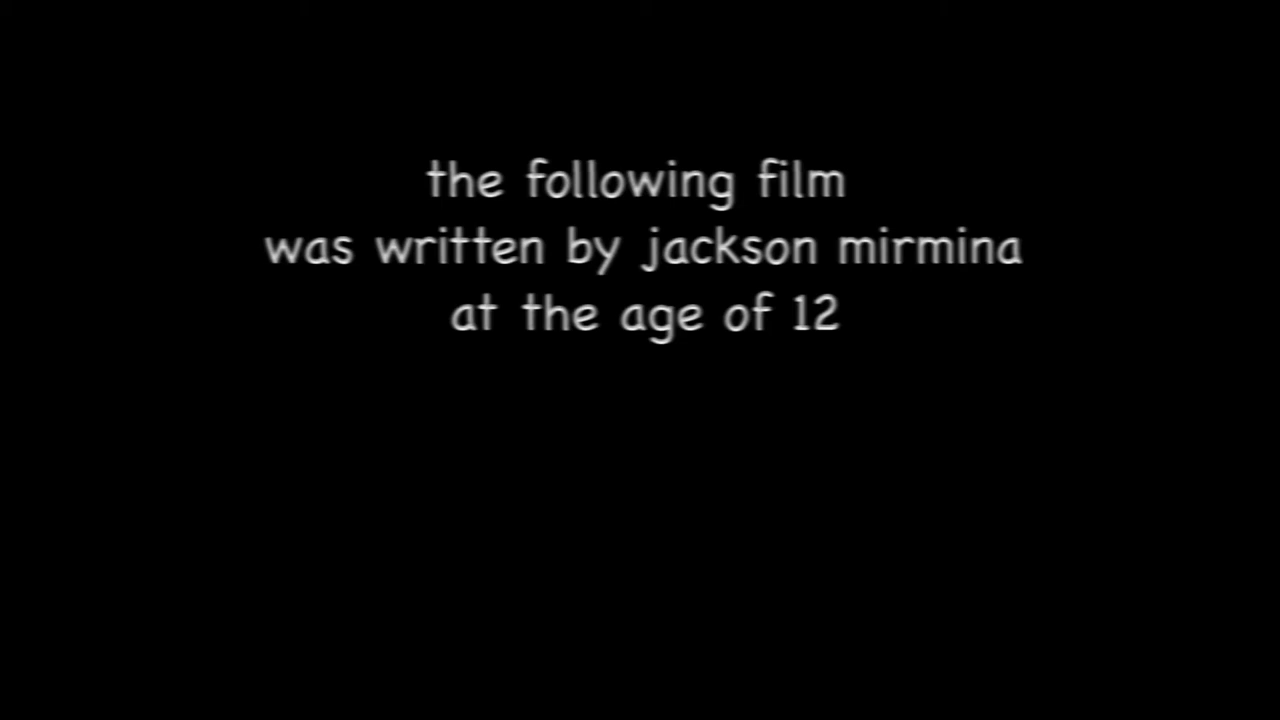 the following film
was written by jackson mirmina
at the age of 12